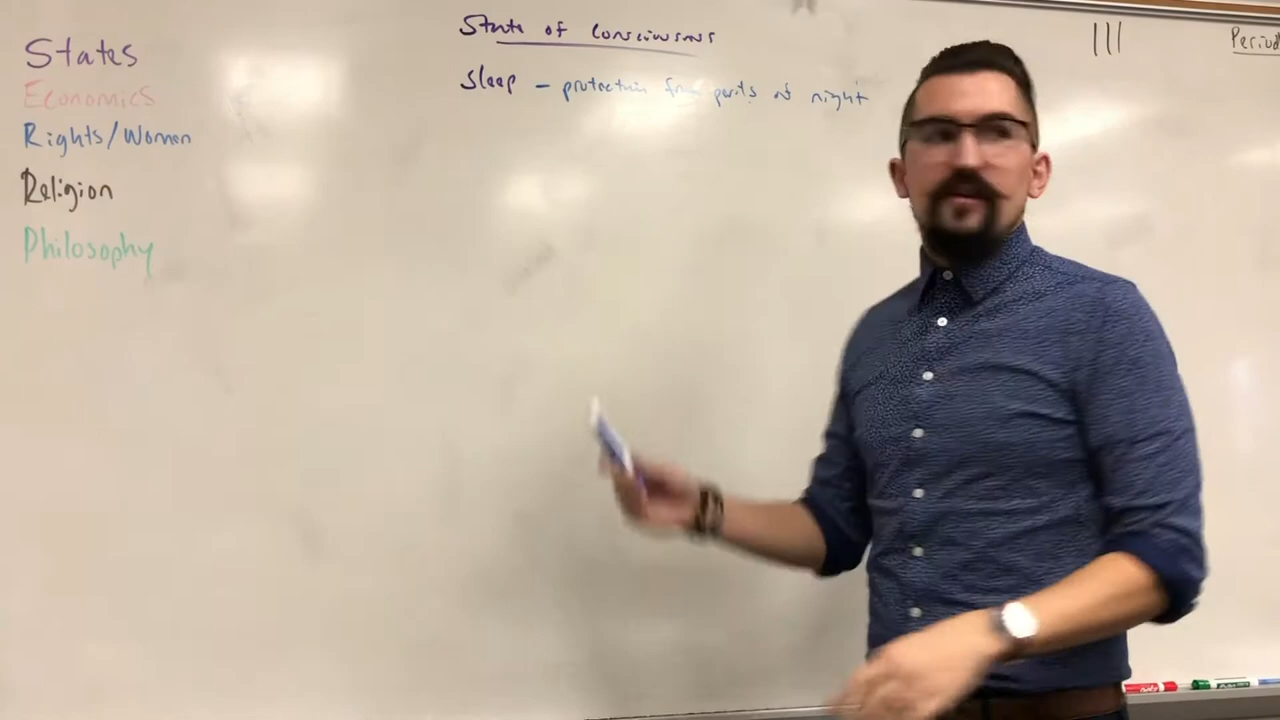 States
Economics
Rights/Women
Religion
Philosophy
State of Consciousness
Sleep - protection from perils of night
|||
Period